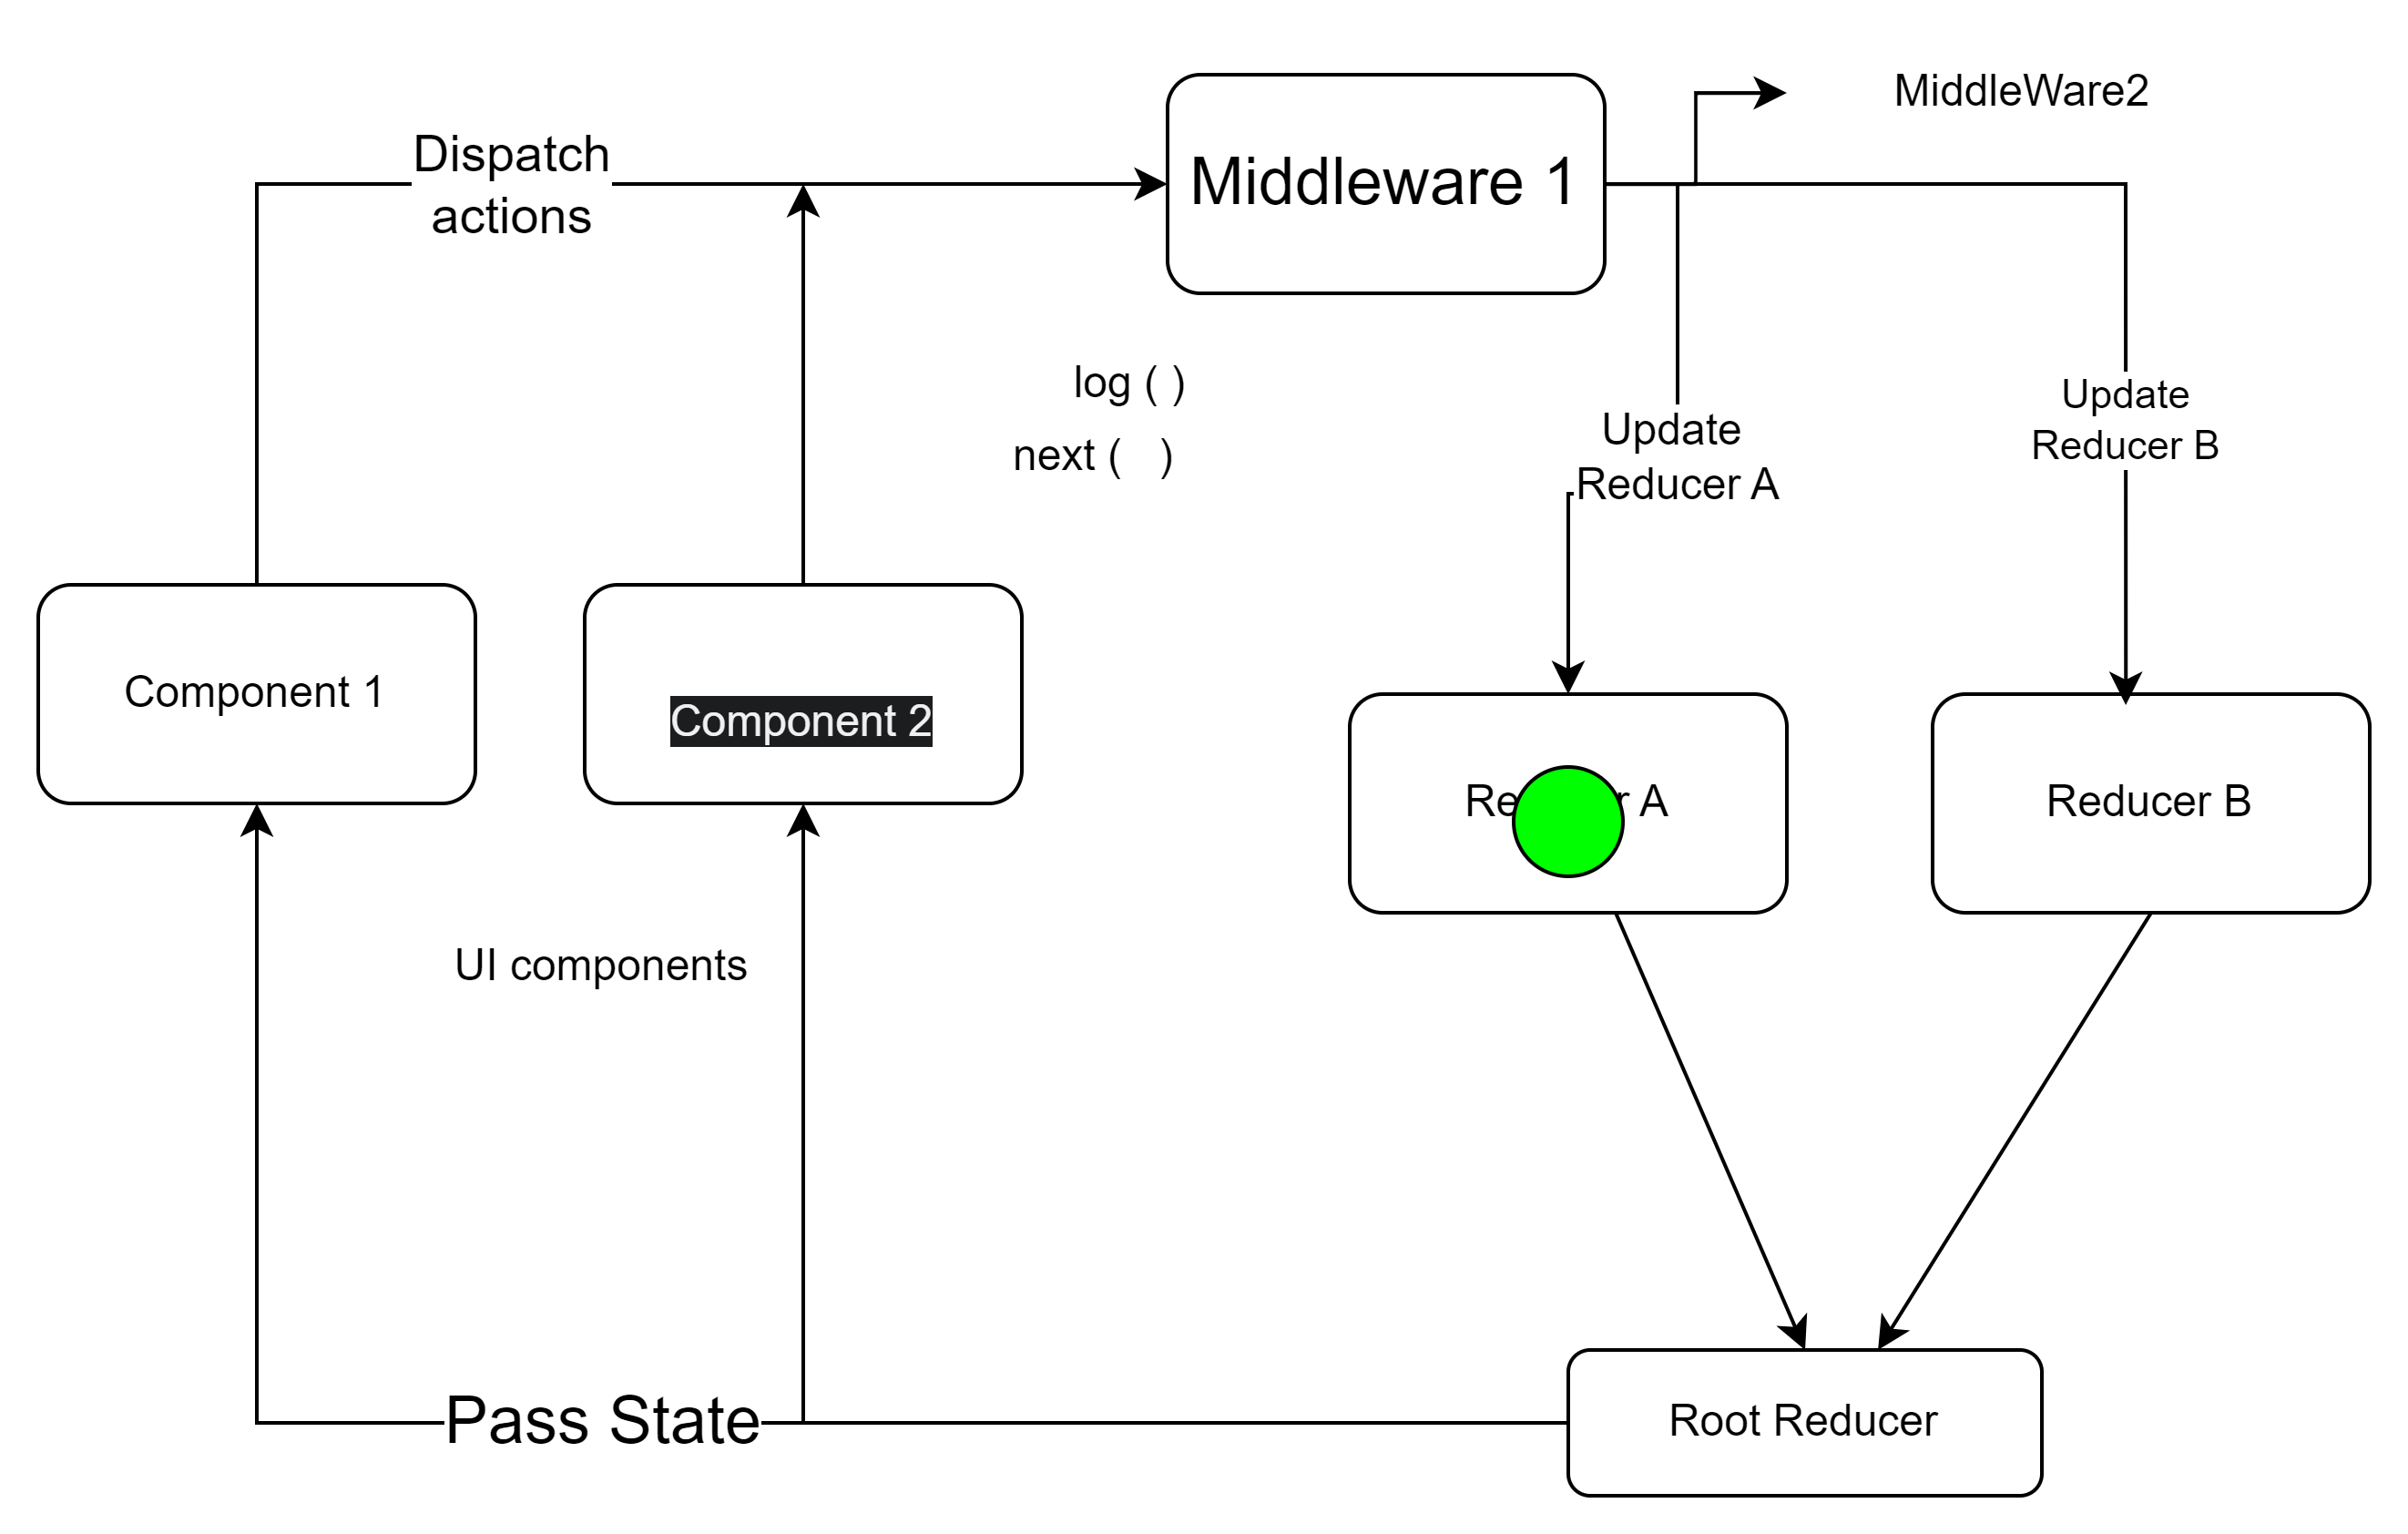 MiddleWare2
Dispatch
actions
Middleware 1
log ( )
next (   )
Update
Reducer A
Update
Reducer B
Component 1
Component 2
A
Reducer B
UI components
Pass State
Root Reducer